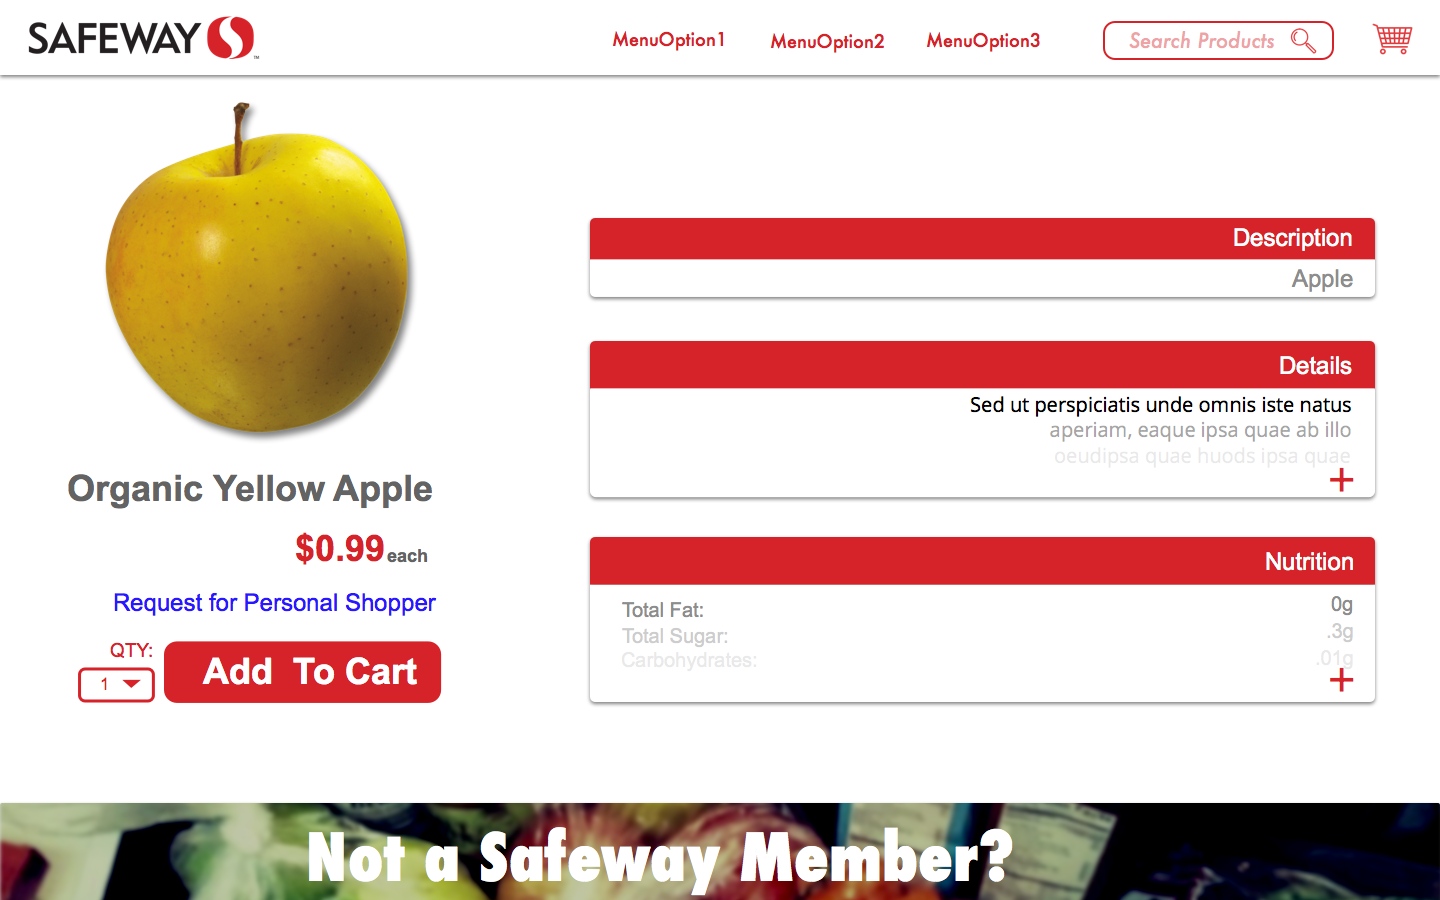 SAFEWAY ™
MenuOption1
MenuOption2
MenuOption3
Search Products
Description
Apple
Details
Sed ut perspiciatis unde omnis iste natus
aperiam, eaque ipsa quae ab illo
oeudipsa quae huods ipsa quae
+
Organic Yellow Apple
$0.99 each
Request for Personal Shopper
QTY:
1
Add To Cart
Nutrition
Total Fat: 0g
Total Sugar: .3g
Carbohydrates: .01g
+
Not a Safeway Member?